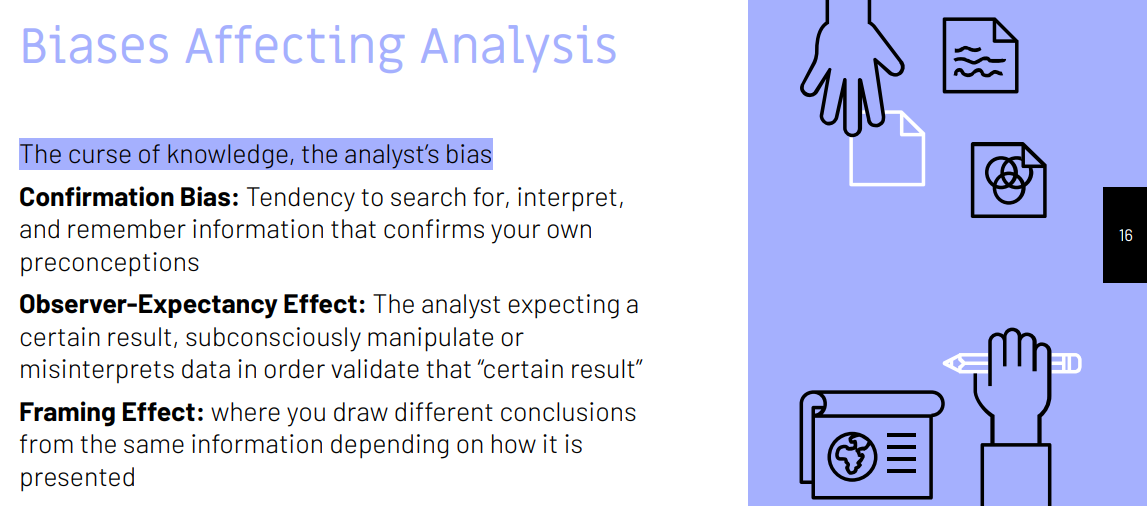 Biases Affecting Analysis
The curse of knowledge, the analyst’s bias
Confirmation Bias: Tendency to search for, interpret,
and remember information that confirms your own
preconceptions
Observer-Expectancy Effect: The analyst expecting a
certain result, subconsciously manipulate or
misinterprets data in order validate that “certain result”
Framing Effect: where you draw different conclusions
from the same information depending on how it is
presented
16